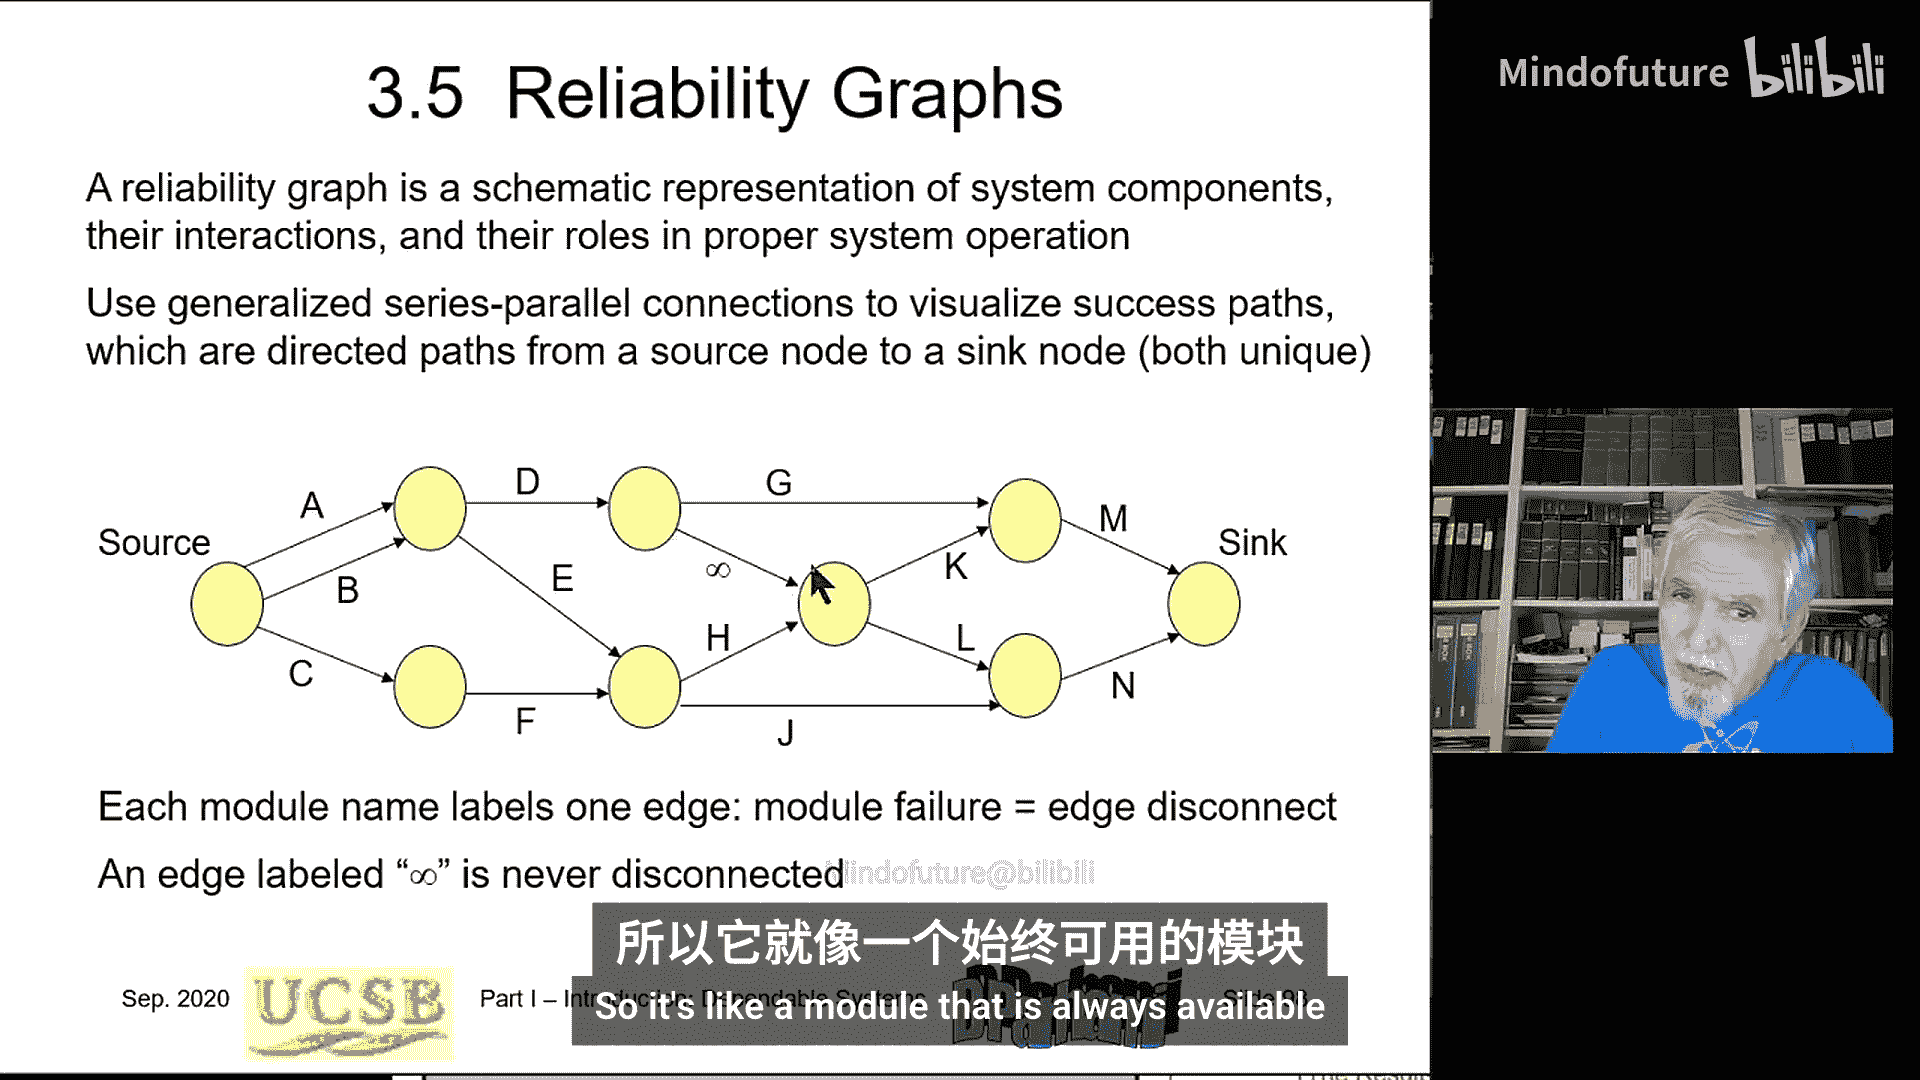 3.5 Reliability Graphs
Mindofuture bilibili
A reliability graph is a schematic representation of system components,
their interactions, and their roles in proper system operation
Use generalized series-parallel connections to visualize success paths,
which are directed paths from a source node to a sink node (both unique)
A
D
G
M
Source
Sink
B
E
∞
K
C
H
L
N
F
J
Each module name labels one edge: module failure = edge disconnect
An edge labeled “∞” is never disconnected
Mindofuture@bilibili
所以它就像一个始终可用的模块
So it's like a module that is always available
Sep. 2020
UCSB
Part I –